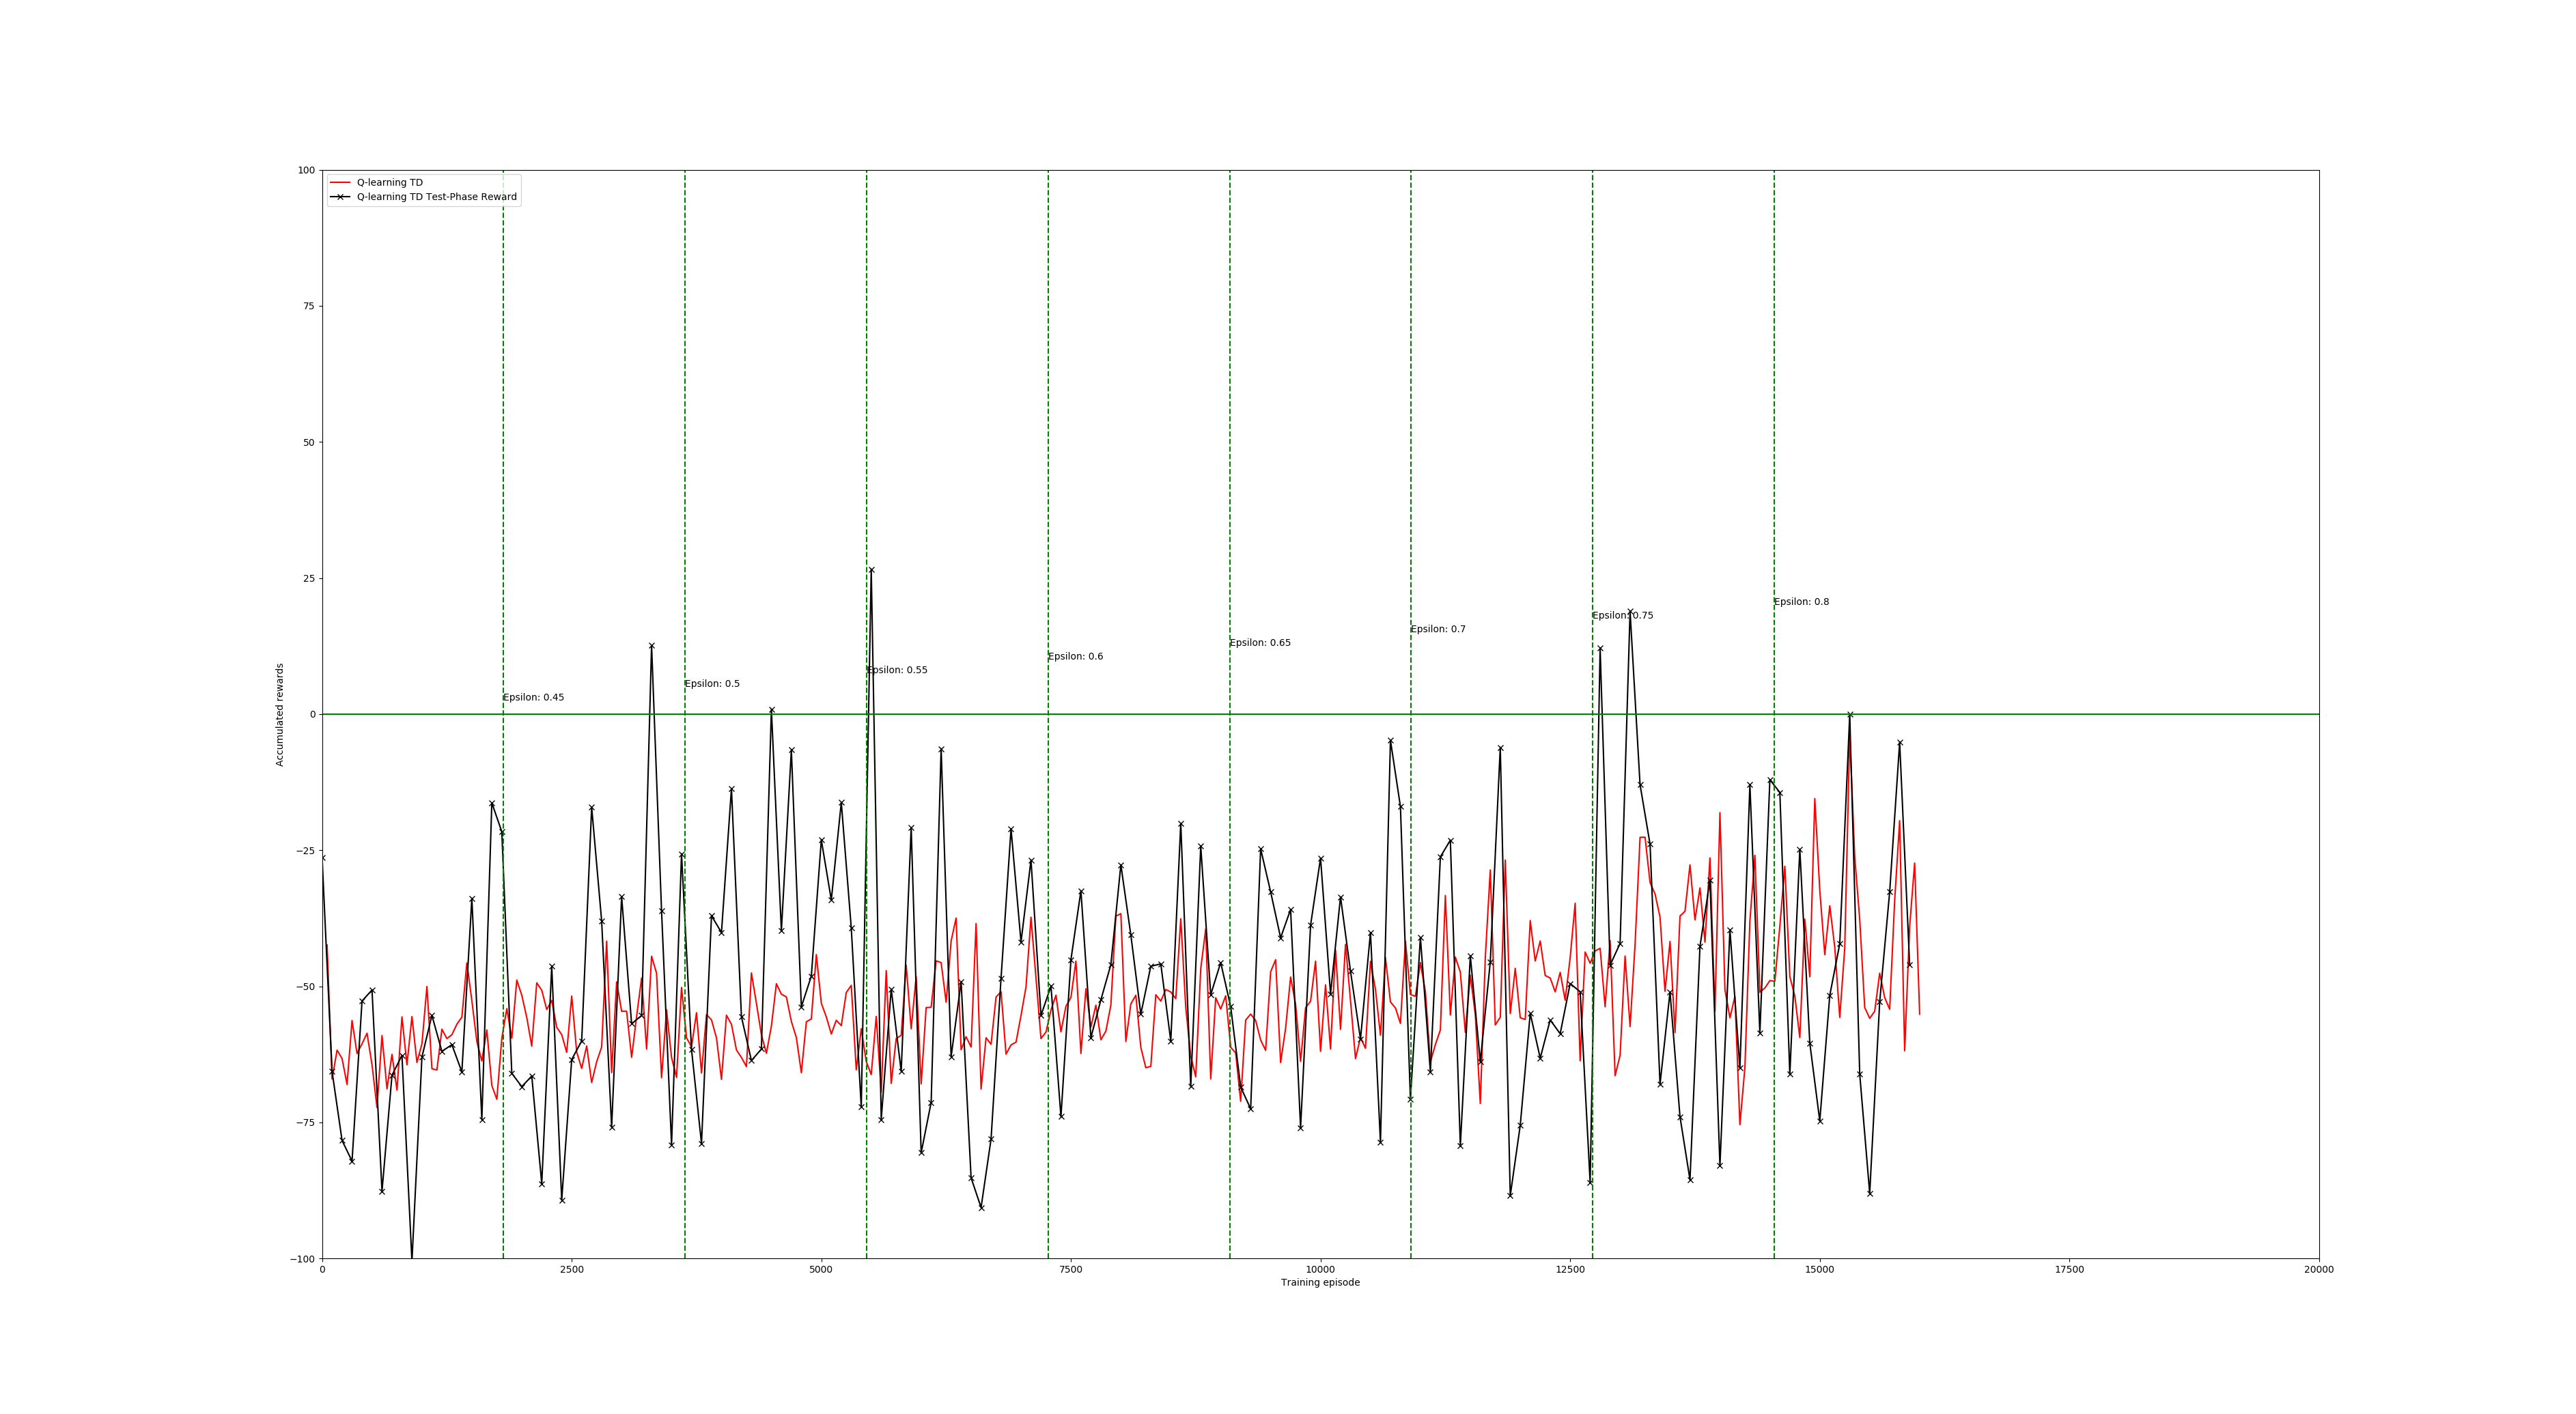 Q-learning TD
Q-learning TD Test-Phase Reward
100
75
50
25
0
−25
−50
−75
−100
Accumulated rewards
Epsilon: 0.45
Epsilon: 0.5
Epsilon: 0.55
Epsilon: 0.6
Epsilon: 0.65
Epsilon: 0.7
Epsilon: 0.75
Epsilon: 0.8
0 2500 5000 7500 10000 12500 15000 17500 20000
Training episode